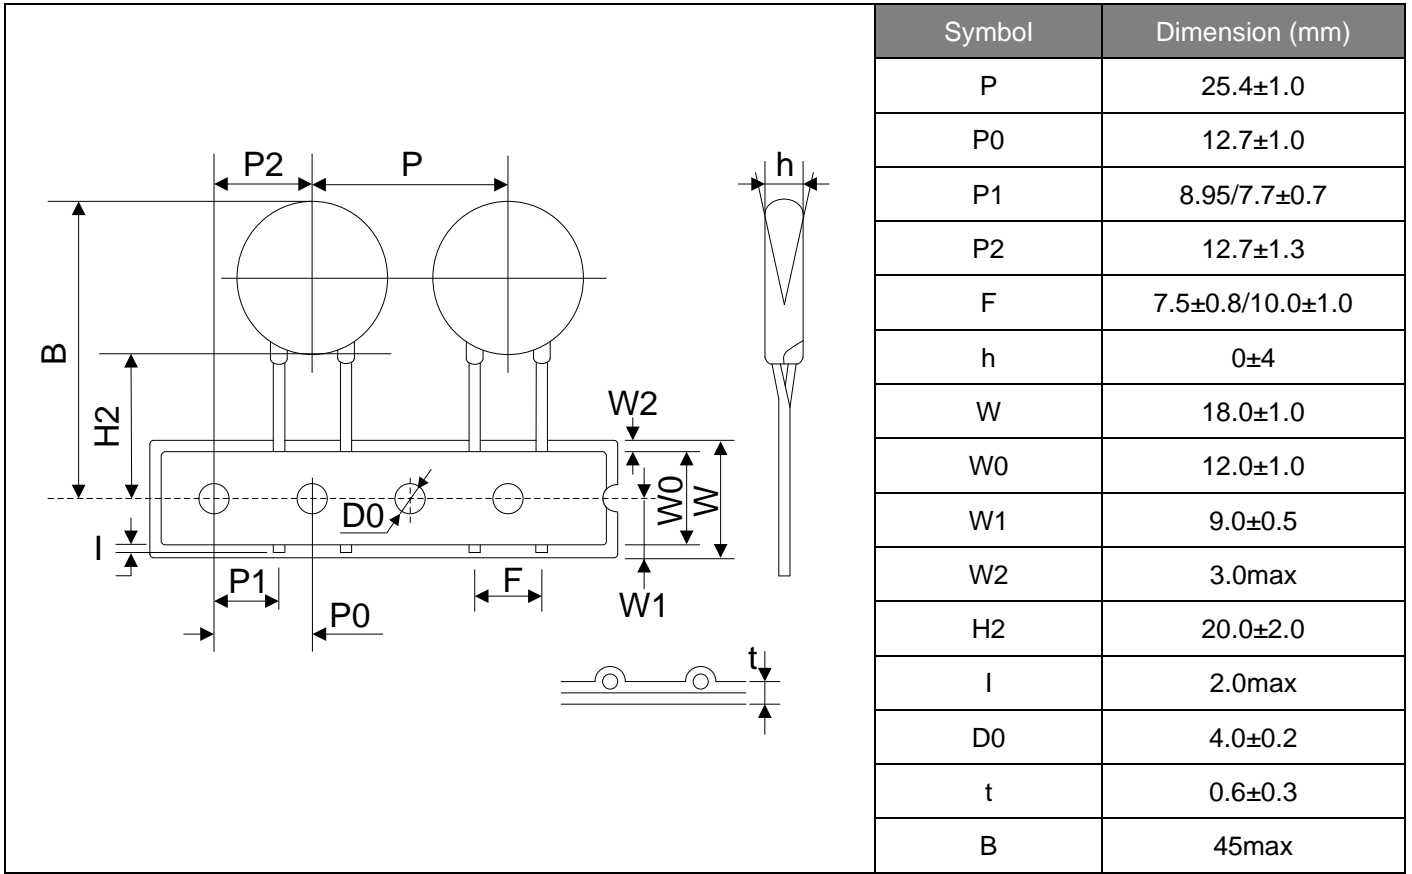 P2
P
h
B
H2
W2
W0
W
D0
I
P1
F
P0
W1
t
Symbol Dimension (mm)
P 25.4±1.0
P0 12.7±1.0
P1 8.95/7.7±0.7
P2 12.7±1.3
F 7.5±0.8/10.0±1.0
h 0±4
W 18.0±1.0
W0 12.0±1.0
W1 9.0±0.5
W2 3.0max
H2 20.0±2.0
I 2.0max
D0 4.0±0.2
t 0.6±0.3
B 45max